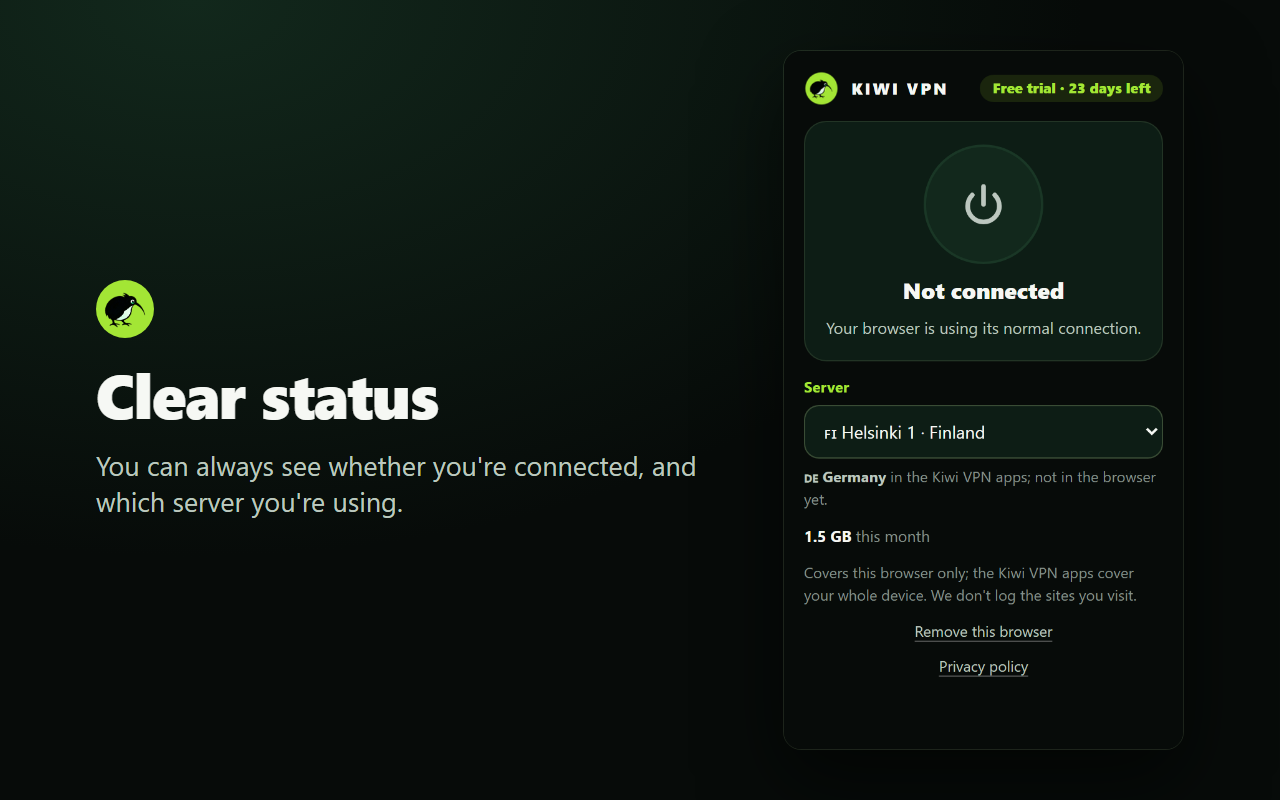 Clear status
You can always see whether you're connected, and
which server you're using.
KIWI VPN
Free trial · 23 days left
Not connected
Your browser is using its normal connection.
Server
FI Helsinki 1 · Finland
DE Germany in the Kiwi VPN apps; not in the browser
yet.
1.5 GB this month
Covers this browser only; the Kiwi VPN apps cover
your whole device. We don't log the sites you visit.
Remove this browser
Privacy policy